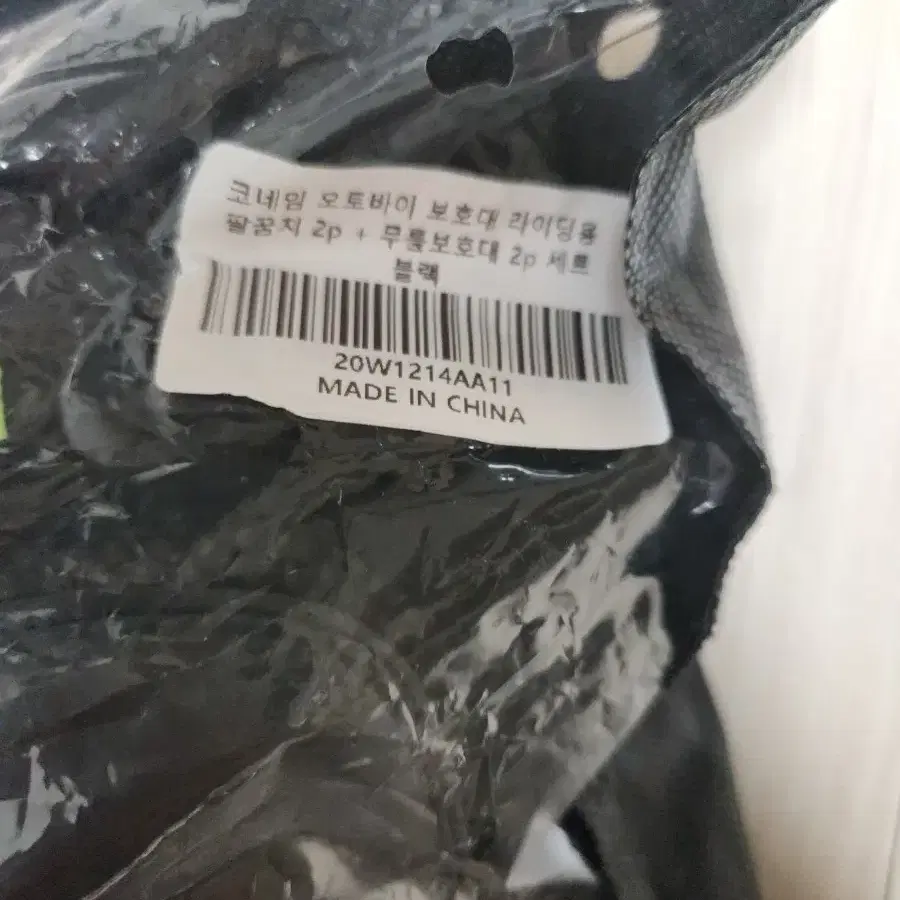 코네임 오토바이 보호대 라이딩용
팔꿈치 2p + 무릎보호대 2p 세트
블랙
20W1214AA11
MADE IN CHINA